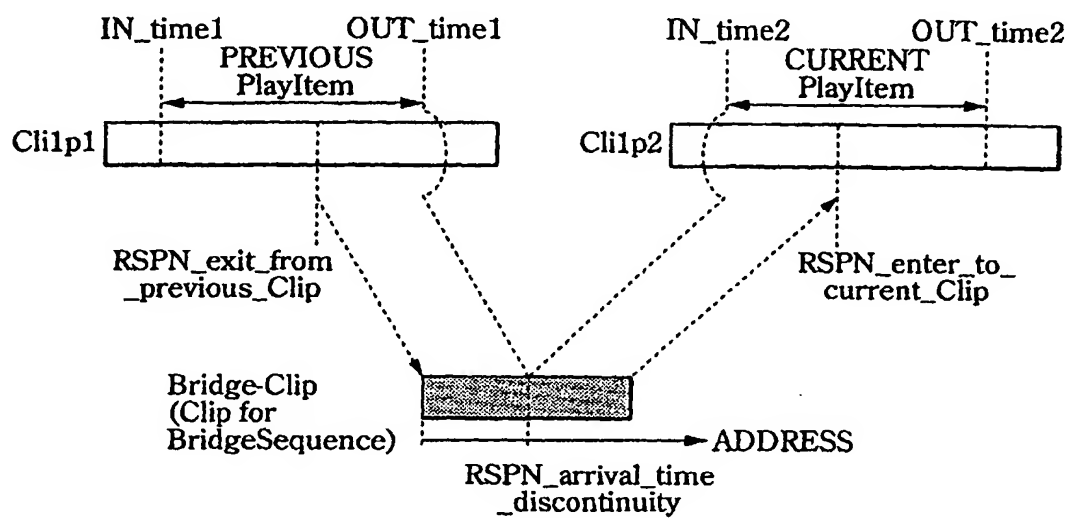 IN_time1
OUT_time1
IN_time2
OUT_time2
PREVIOUS
PlayItem
CURRENT
PlayItem
Cli1p1
Cli1p2
RSPN_exit_from
_previous_Clip
RSPN_enter_to_
current_Clip
Bridge-Clip
(Clip for
BridgeSequence)
ADDRESS
RSPN_arrival_time
_discontinuity